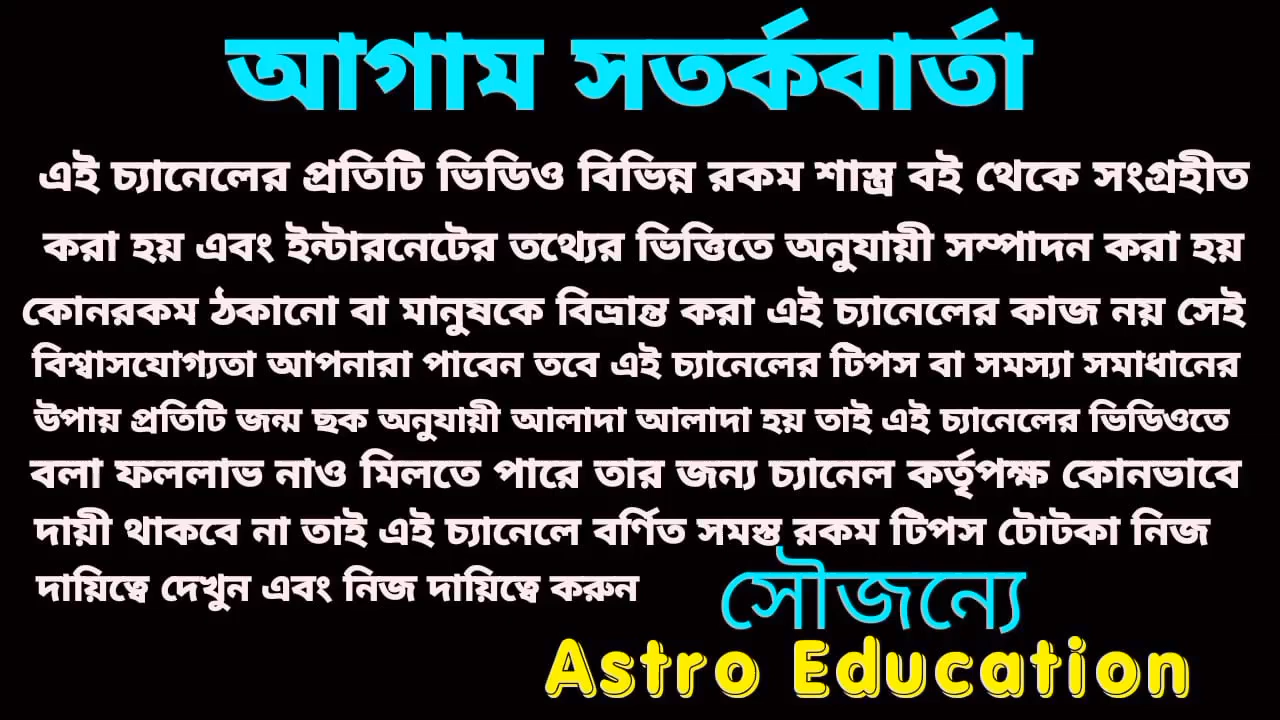 আগাম সতর্কবার্তা
এই চ্যানেলের প্রতিটি ভিডিও বিভিন্ন রকম শাস্ত্র বই থেকে সংগ্রহীত
করা হয় এবং ইন্টারনেটের তথ্যের ভিত্তিতে অনুযায়ী সম্পাদন করা হয়
কোনরকম ঠকানো বা মানুষকে বিভ্রান্ত করা এই চ্যানেলের কাজ নয় সেই
বিশ্বাসযোগ্যতা আপনারা পাবেন তবে এই চ্যানেলের টিপস বা সমস্যা সমাধানের
উপায় প্রতিটি জন্ম ছক অনুযায়ী আলাদা আলাদা হয় তাই এই চ্যানেলের ভিডিওতে
বলা ফললাভ নাও মিলতে পারে তার জন্য চ্যানেল কর্তৃপক্ষ কোনভাবে
দায়ী থাকবে না তাই এই চ্যানেলে বর্ণিত সমস্ত রকম টিপস টোটকা নিজ
দায়িত্বে দেখুন এবং নিজ দায়িত্বে করুন
সৌজন্যে
Astro Education